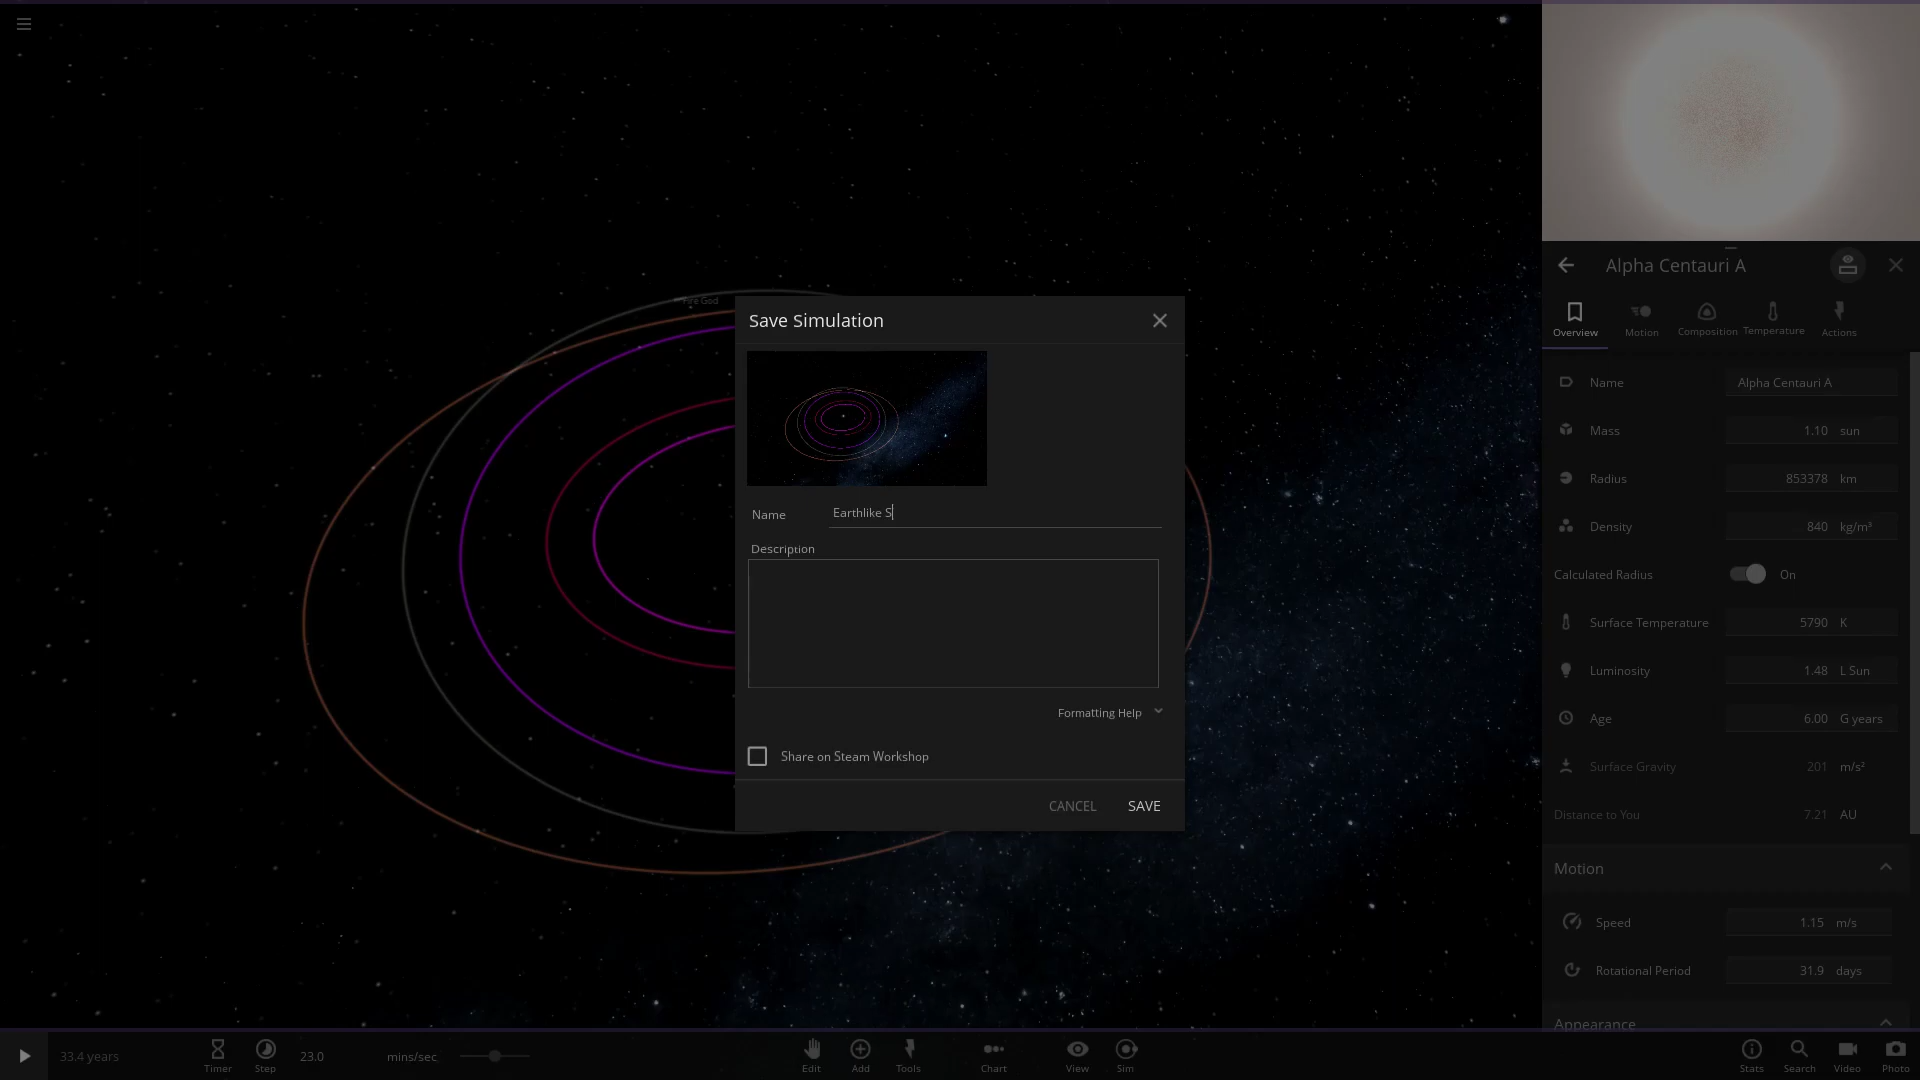 Fire God
Save Simulation
Name
Earthlike S
Description
Formatting Help
Share on Steam Workshop
CANCEL
SAVE
Alpha Centauri A
Overview
Motion
Composition
Temperature
Actions
Name
Alpha Centauri A
Mass
1.10 sun
Radius
853378 km
Density
840 kg/m³
Calculated Radius
On
Surface Temperature
5790 K
Luminosity
1.48 L Sun
Age
6.00 G years
Surface Gravity
201 m/s²
Distance to You
7.21 AU
Motion
Speed
1.15 m/s
Rotational Period
31.9 days
Appearance
33.4 years
Timer
Step
23.0
mins/sec
Edit
Add
Tools
Chart
View
Sim
Stats
Search
Video
Photo